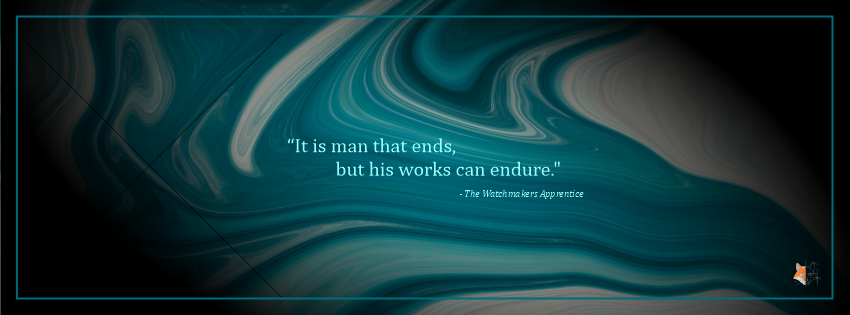 “It is man that ends,
but his works can endure."
- The Watchmakers Apprentice